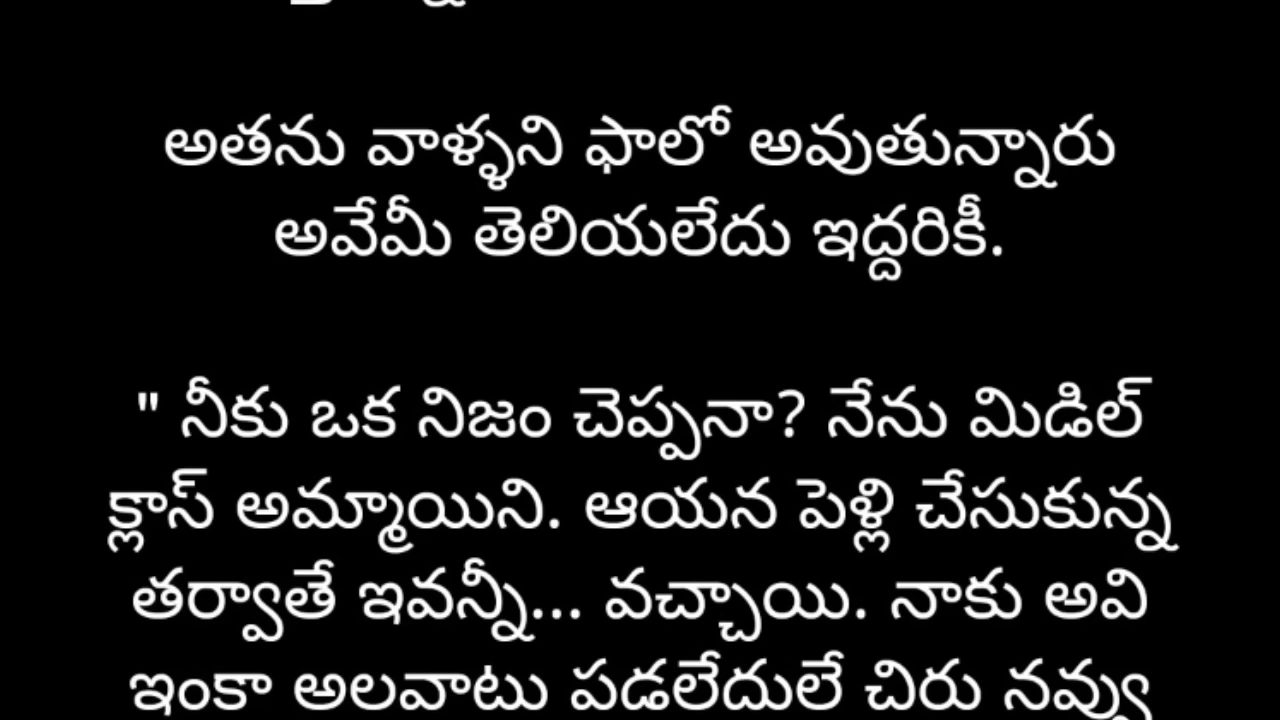 అతను వాళ్ళని ఫాలో అవుతున్నారు
అవేమీ తెలియలేదు ఇద్దరికీ.
" నీకు ఒక నిజం చెప్పనా? నేను మిడిల్
క్లాస్ అమ్మాయిని. ఆయన పెళ్లి చేసుకున్న
తర్వాతే ఇవన్నీ... వచ్చాయి. నాకు అవి
ఇంకా అలవాటు పడలేదులే చిరు నవ్వు